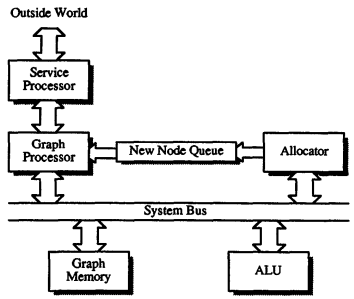 Outside World
Service
Processor
Graph
Processor
New Node Queue
Allocator
System Bus
Graph
Memory
ALU